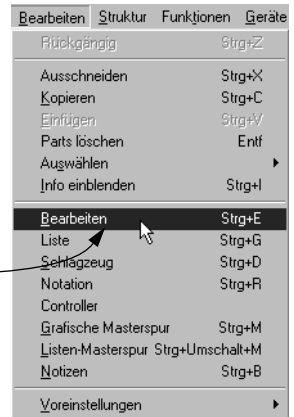 Bearbeiten Struktur Funktionen Geräte
Rückgängig Strg+Z
Ausschneiden Strg+X
Kopieren Strg+C
Einfügen Strg+V
Parts löschen Entf
Auswählen
Info einblenden Strg+I
Bearbeiten Strg+E
Liste Strg+G
Schlagzeug Strg+D
Notation Strg+R
Controller
Grafische Masterspur Strg+M
Listen-Masterspur Strg+Umschalt+M
Notizen Strg+B
Voreinstellungen